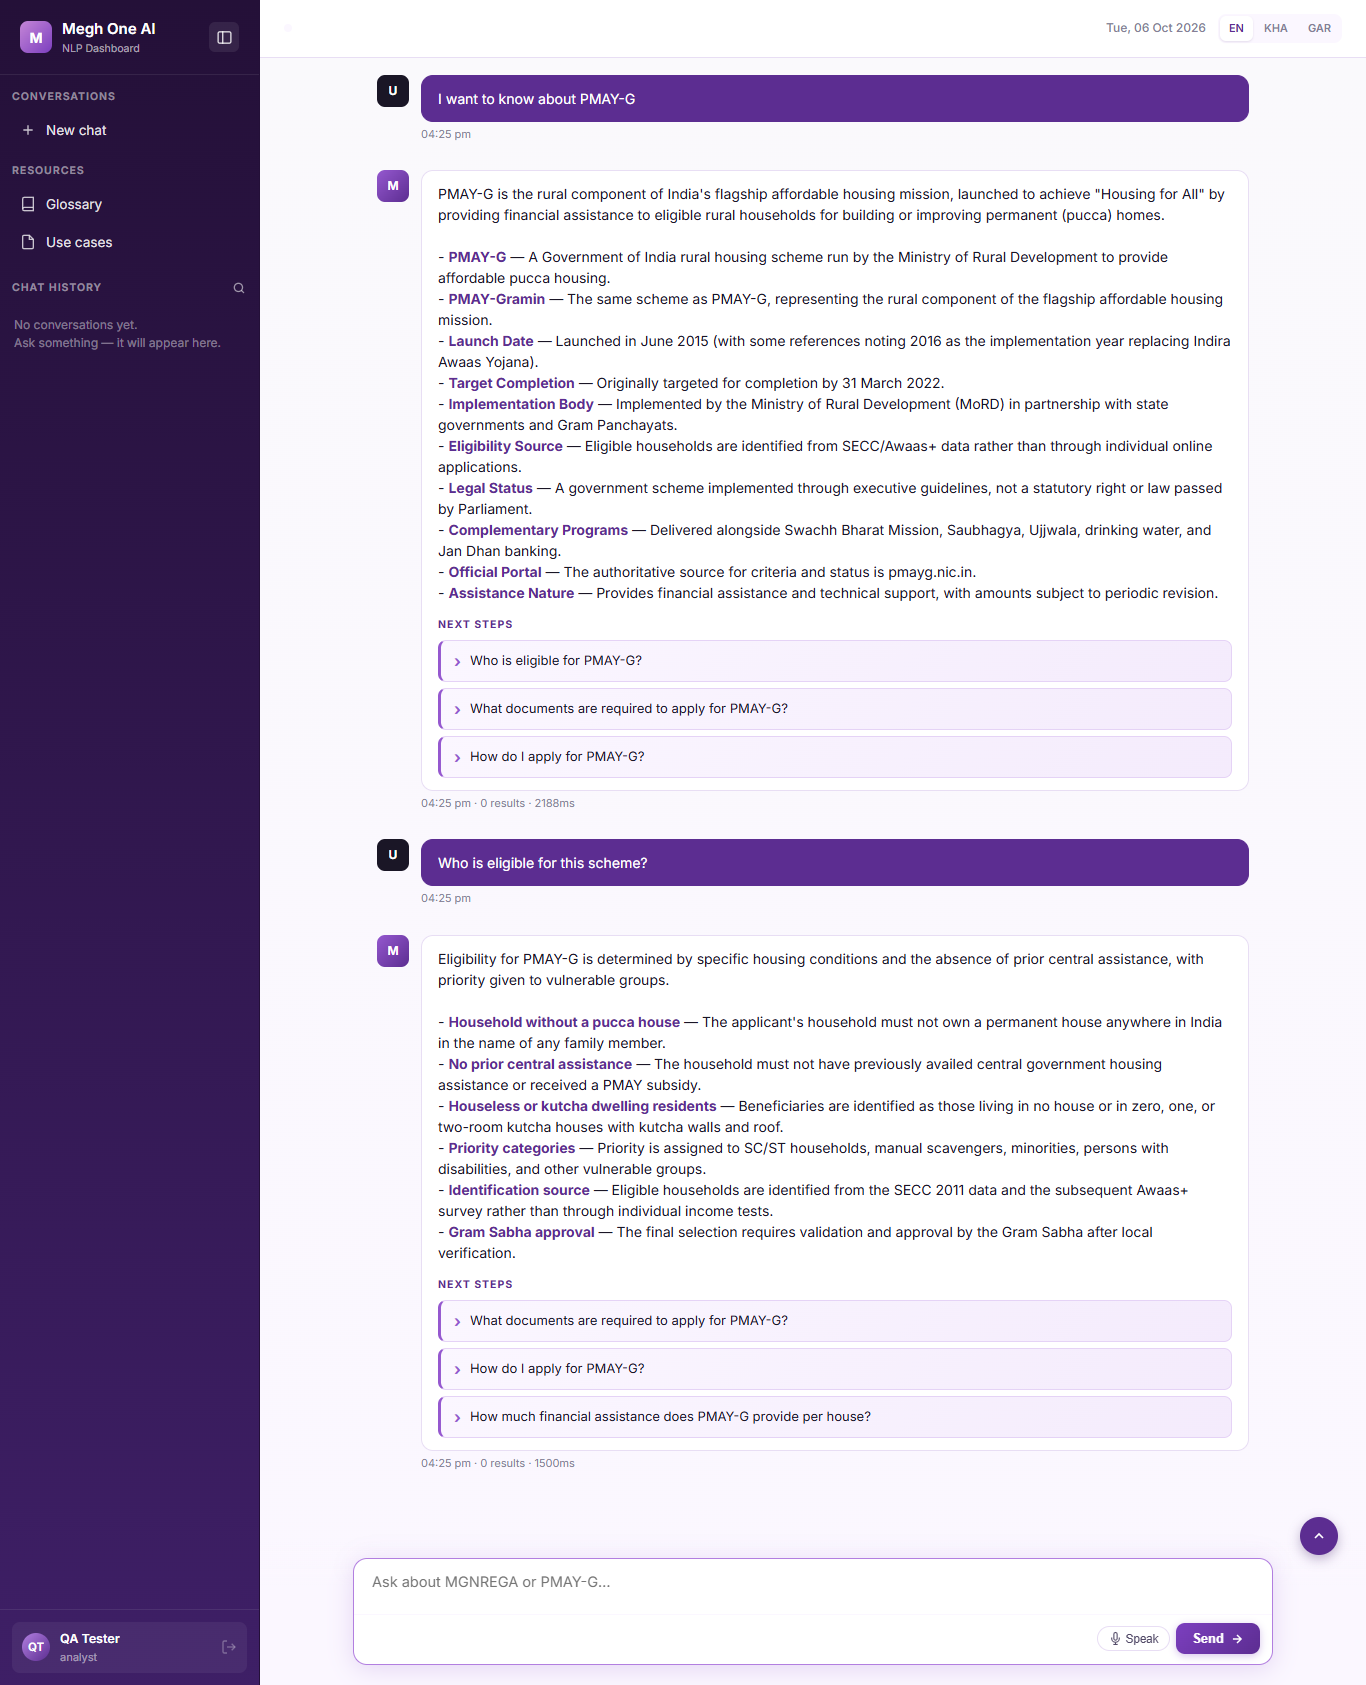 M
Megh One AI
NLP Dashboard
CONVERSATIONS
+ New chat
RESOURCES
Glossary
Use cases
CHAT HISTORY
No conversations yet.
Ask something — it will appear here.
QT
QA Tester
analyst
Tue, 06 Oct 2026
EN KHA GAR
U
I want to know about PMAY-G
04:25 pm
M
PMAY-G is the rural component of India's flagship affordable housing mission, launched to achieve "Housing for All" by
providing financial assistance to eligible rural households for building or improving permanent (pucca) homes.
- PMAY-G — A Government of India rural housing scheme run by the Ministry of Rural Development to provide
affordable pucca housing.
- PMAY-Gramin — The same scheme as PMAY-G, representing the rural component of the flagship affordable housing
mission.
- Launch Date — Launched in June 2015 (with some references noting 2016 as the implementation year replacing Indira
Awaas Yojana).
- Target Completion — Originally targeted for completion by 31 March 2022.
- Implementation Body — Implemented by the Ministry of Rural Development (MoRD) in partnership with state
governments and Gram Panchayats.
- Eligibility Source — Eligible households are identified from SECC/Awaas+ data rather than through individual online
applications.
- Legal Status — A government scheme implemented through executive guidelines, not a statutory right or law passed
by Parliament.
- Complementary Programs — Delivered alongside Swachh Bharat Mission, Saubhagya, Ujjwala, drinking water, and
Jan Dhan banking.
- Official Portal — The authoritative source for criteria and status is pmayg.nic.in.
- Assistance Nature — Provides financial assistance and technical support, with amounts subject to periodic revision.
NEXT STEPS
› Who is eligible for PMAY-G?
› What documents are required to apply for PMAY-G?
› How do I apply for PMAY-G?
04:25 pm · 0 results · 2188ms
U
Who is eligible for this scheme?
04:25 pm
M
Eligibility for PMAY-G is determined by specific housing conditions and the absence of prior central assistance, with
priority given to vulnerable groups.
- Household without a pucca house — The applicant's household must not own a permanent house anywhere in India
in the name of any family member.
- No prior central assistance — The household must not have previously availed central government housing
assistance or received a PMAY subsidy.
- Houseless or kutcha dwelling residents — Beneficiaries are identified as those living in no house or in zero, one, or
two-room kutcha houses with kutcha walls and roof.
- Priority categories — Priority is assigned to SC/ST households, manual scavengers, minorities, persons with
disabilities, and other vulnerable groups.
- Identification source — Eligible households are identified from the SECC 2011 data and the subsequent Awaas+
survey rather than through individual income tests.
- Gram Sabha approval — The final selection requires validation and approval by the Gram Sabha after local
verification.
NEXT STEPS
› What documents are required to apply for PMAY-G?
› How do I apply for PMAY-G?
› How much financial assistance does PMAY-G provide per house?
04:25 pm · 0 results · 1500ms
Ask about MGNREGA or PMAY-G...
Speak
Send →